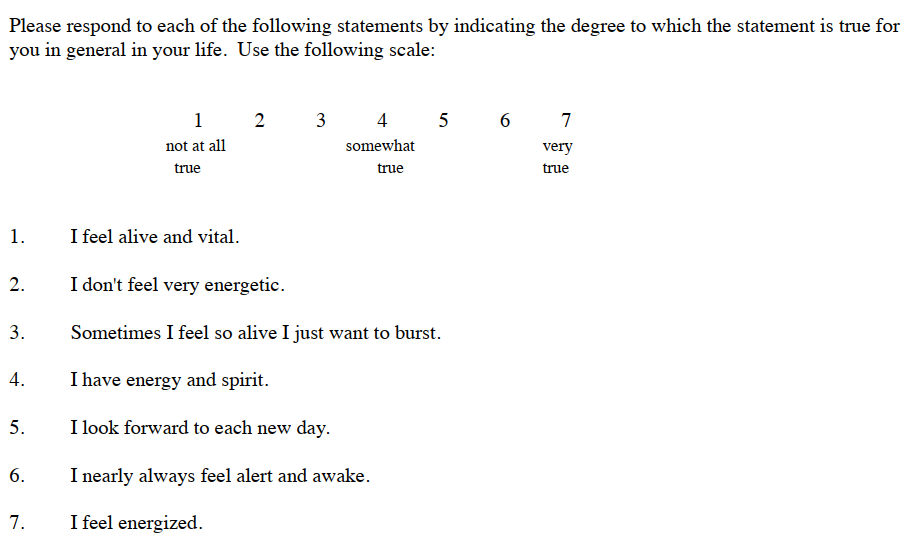 Please respond to each of the following statements by indicating the degree to which the statement is true for
you in general in your life.  Use the following scale:
1 2 3 4 5 6 7
not at all somewhat very
true true true
1. I feel alive and vital.
2. I don't feel very energetic.
3. Sometimes I feel so alive I just want to burst.
4. I have energy and spirit.
5. I look forward to each new day.
6. I nearly always feel alert and awake.
7. I feel energized.